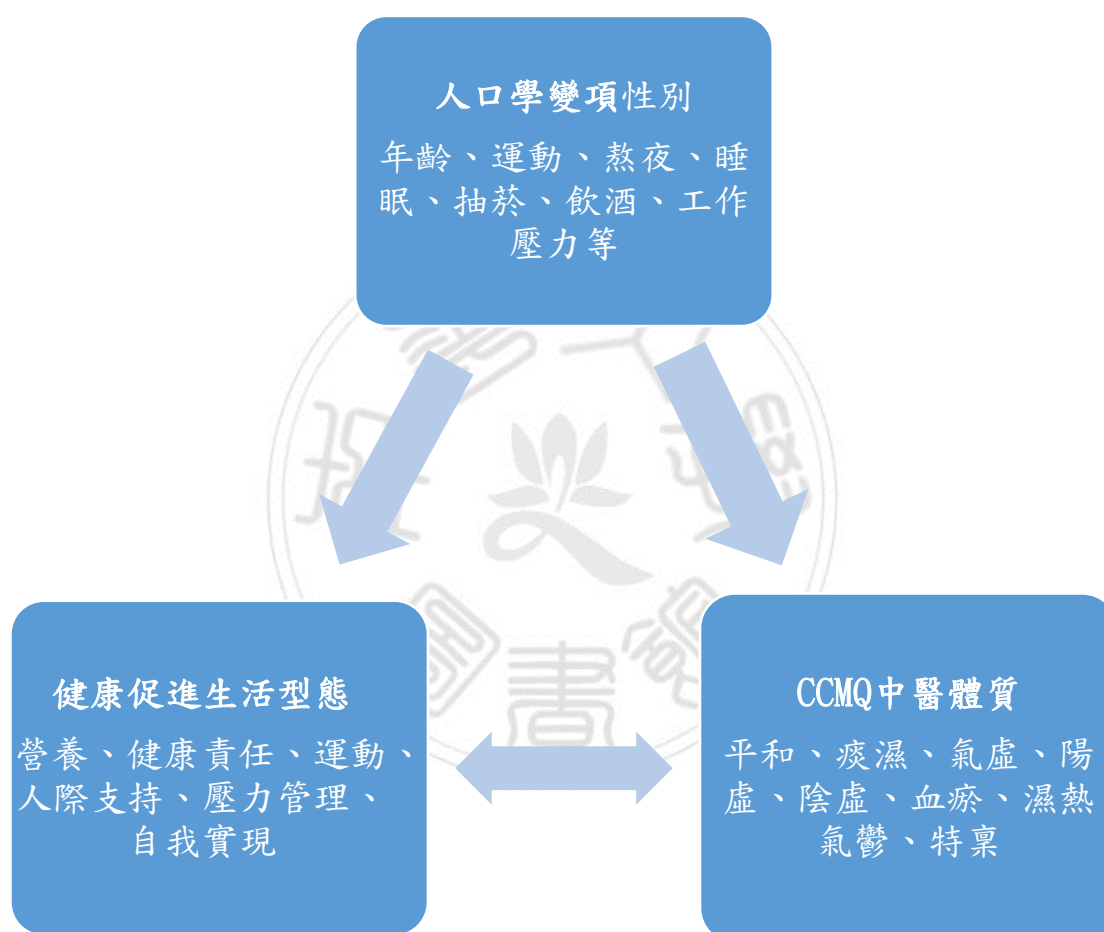 人口學變項性別
年齡、運動、熬夜、睡
眠、抽菸、飲酒、工作
壓力等
健康促進生活型態
營養、健康責任、運動、
人際支持、壓力管理、
自我實現
CCMQ中醫體質
平和、痰濕、氣虛、陽
虛、陰虛、血瘀、濕熱
氣鬱、特稟
書